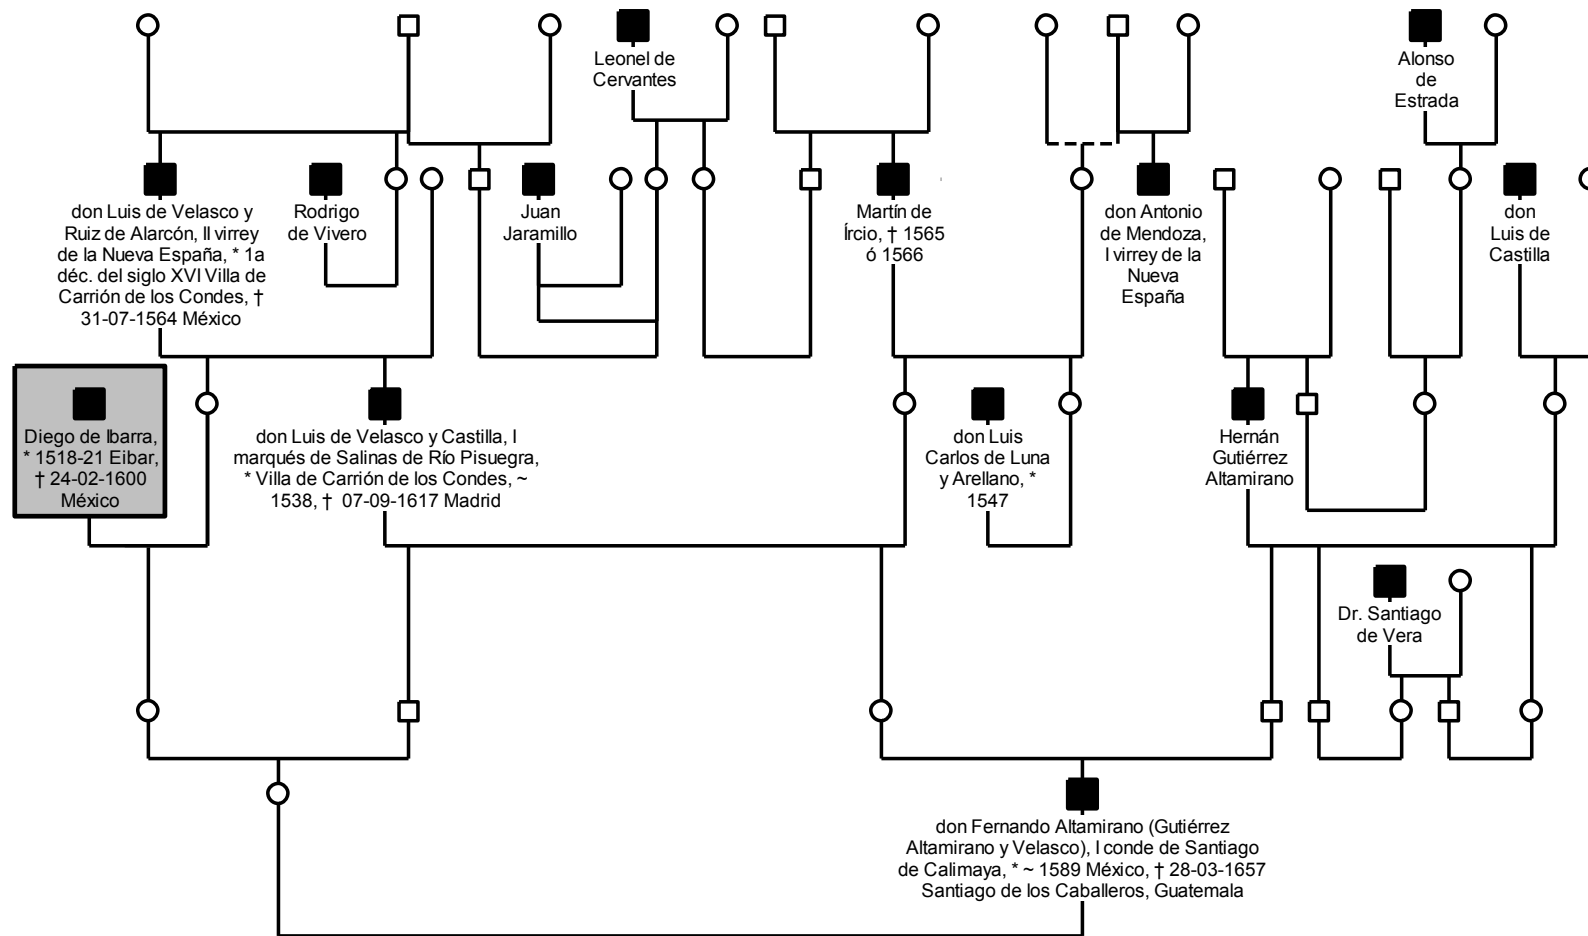 Leonel de
Cervantes
Alonso
de
Estrada
don Luis de Velasco y
Ruiz de Alarcón, II virrey
de la Nueva España, * 1a
déc. del siglo XVI Villa de
Carrión de los Condes, †
31-07-1564 México
Rodrigo
de Vivero
Juan
Jaramillo
Martín de
Írcio, † 1565
ó 1566
don Antonio
de Mendoza,
I virrey de la
Nueva
España
don
Luis de
Castilla
Diego de Ibarra,
* 1518-21 Eibar,
† 24-02-1600
México
don Luis de Velasco y Castilla, I
marqués de Salinas de Río Pisuegra,
* Villa de Carrión de los Condes, ~
1538, † 07-09-1617 Madrid
don Luis
Carlos de Luna
y Arellano, *
1547
Hernán
Gutiérrez
Altamirano
Dr. Santiago
de Vera
don Fernando Altamirano (Gutiérrez
Altamirano y Velasco), I conde de Santiago
de Calimaya, * ~ 1589 México, † 28-03-1657
Santiago de los Caballeros, Guatemala